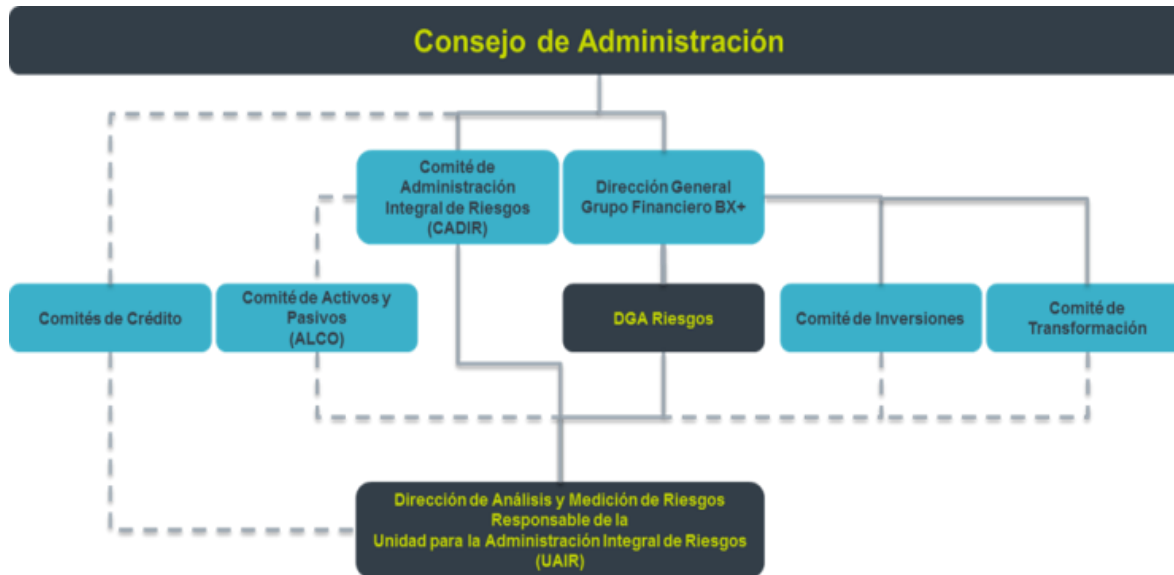 Consejo de Administración
Comité de
Administración
Integral de Riesgos
(CADIR)
Dirección General
Grupo Financiero BX+
Comités de Crédito
Comité de Activos y
Pasivos
(ALCO)
DGA Riesgos
Comité de Inversiones
Comité de
Transformación
Dirección de Análisis y Medición de Riesgos
Responsable de la
Unidad para la Administración Integral de Riesgos
(UAIR)